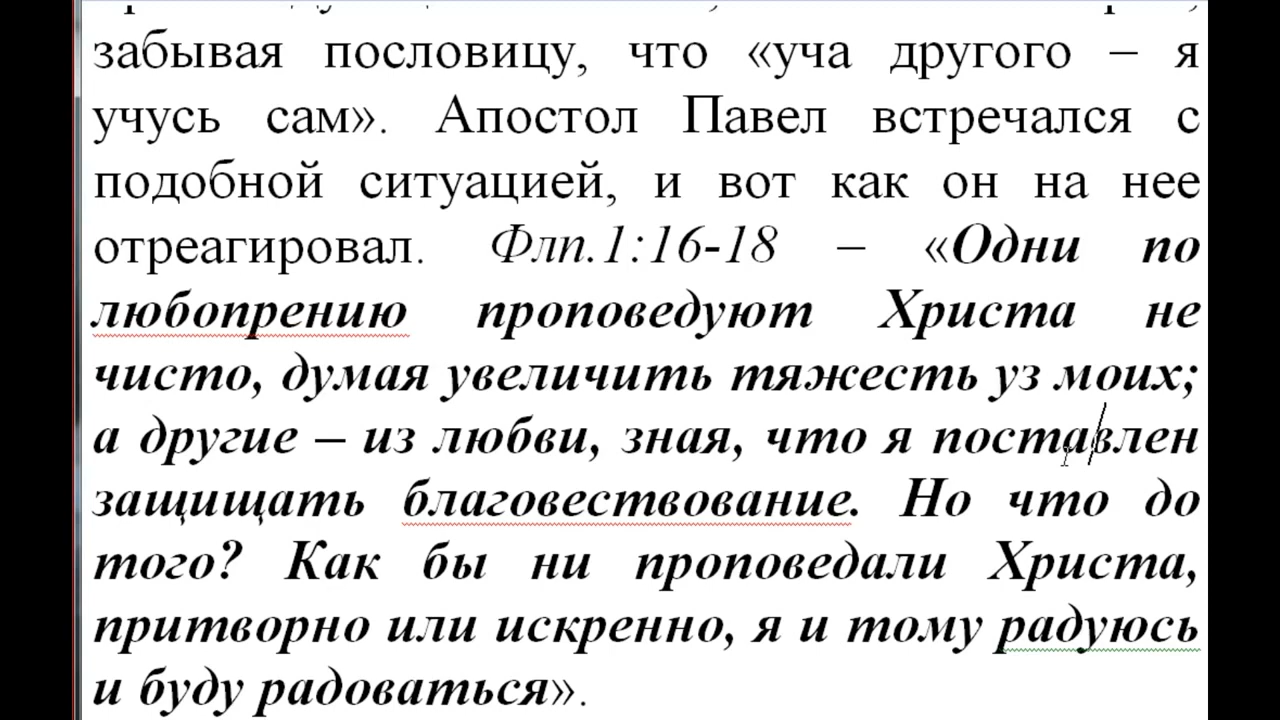 забывая пословицу, что «уча другого – я
учусь сам». Апостол Павел встречался с
подобной ситуацией, и вот как он на нее
отреагировал. Флп.1:16-18 – «Одни по
любопрению проповедуют Христа не
чисто, думая увеличить тяжесть уз моих;
а другие – из любви, зная, что я поставлен
защищать благовествование. Но что до
того? Как бы ни проповедали Христа,
притворно или искренно, я и тому радуюсь
и буду радоваться».